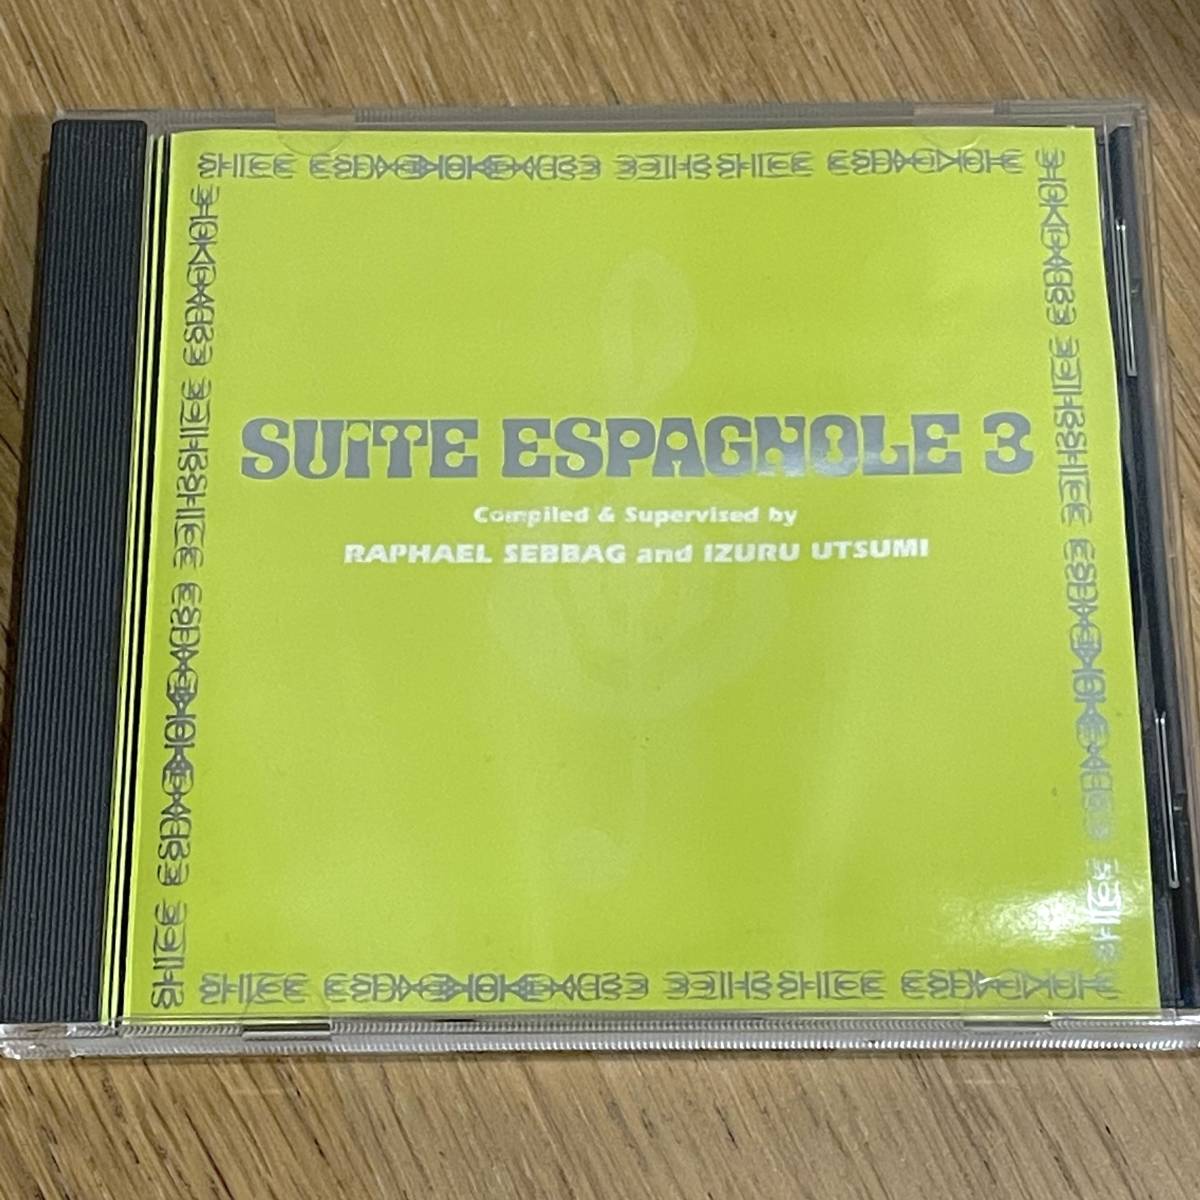 SUiTE ESPAGNOLE 3
Compiled & Supervised by
RAPHAEL SEBBAG and IZURU UTSUMI